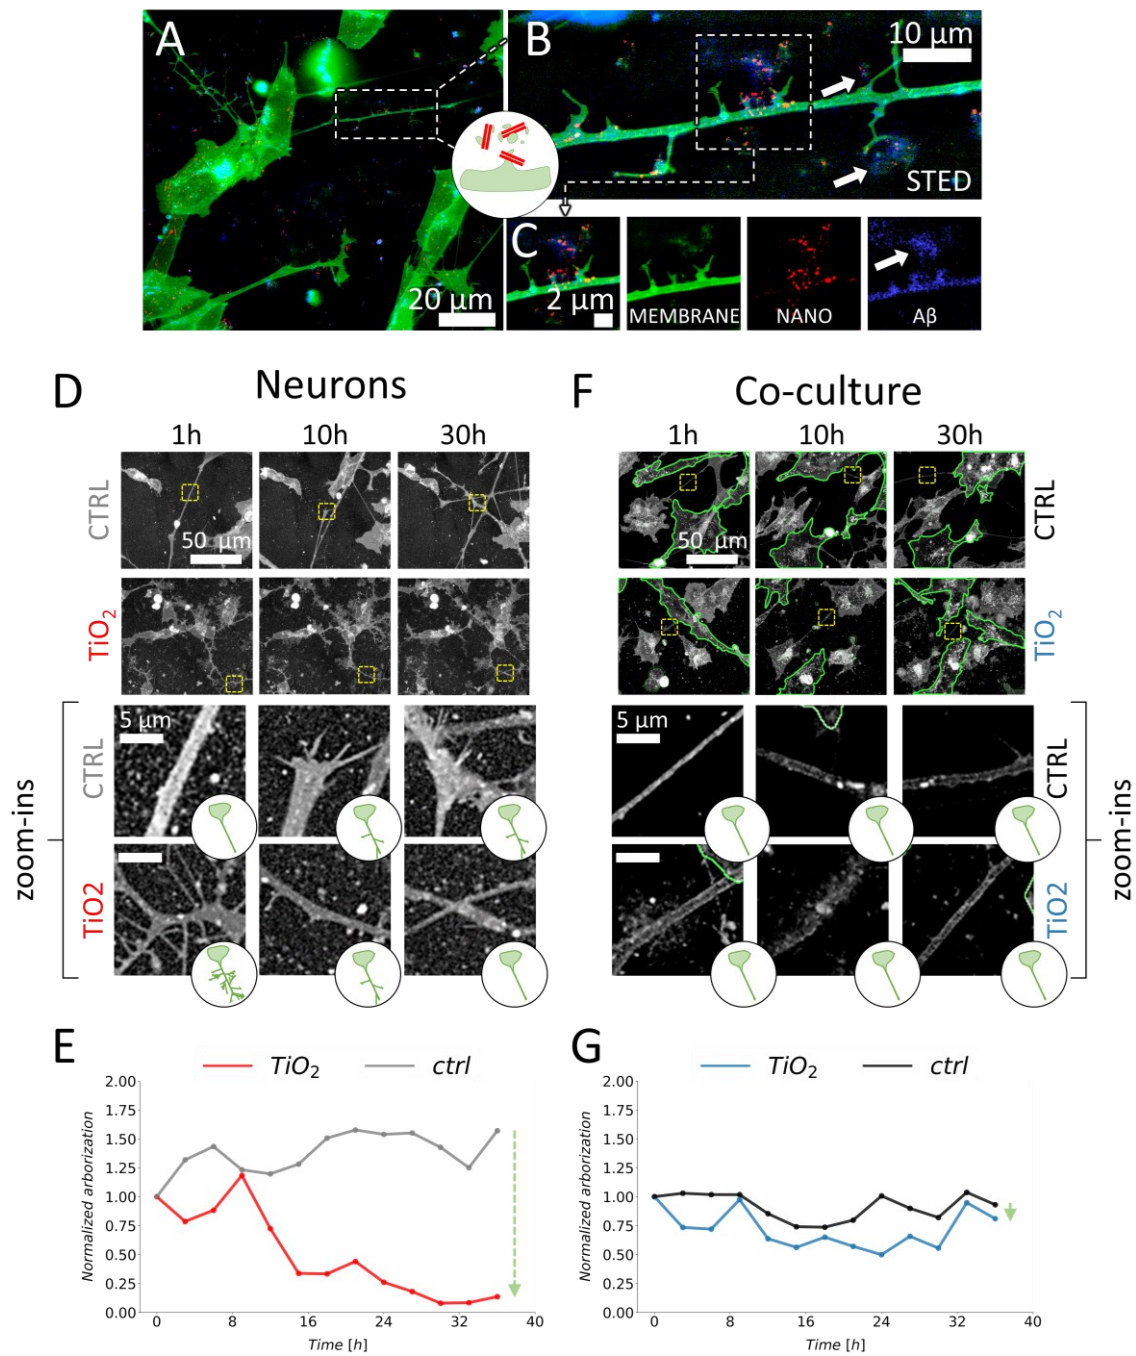 A
B
10 μm
STED
20 μm
C
2 μm
MEMBRANE
NANO
Aβ
D
Neurons
1h
10h
30h
CTRL
50 μm
TiO2
zoom-ins
5 μm
CTRL
TiO2
F
Co-culture
1h
10h
30h
50 μm
CTRL
TiO2
5 μm
CTRL
TiO2
zoom-ins
E
TiO2
ctrl
2.00
1.75
1.50
1.25
1.00
0.75
0.50
0.25
0.00
Normalized arborization
0
8
16
24
32
40
Time [h]
G
TiO2
ctrl
2.00
1.75
1.50
1.25
1.00
0.75
0.50
0.25
0.00
Normalized arborization
0
8
16
24
32
40
Time [h]